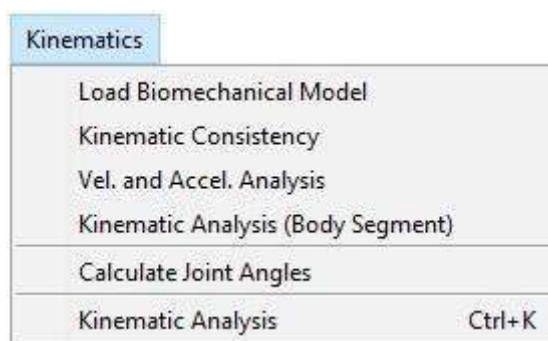 Kinematics
Load Biomechanical Model
Kinematic Consistency
Vel. and Accel. Analysis
Kinematic Analysis (Body Segment)
Calculate Joint Angles
Kinematic Analysis Ctrl+K